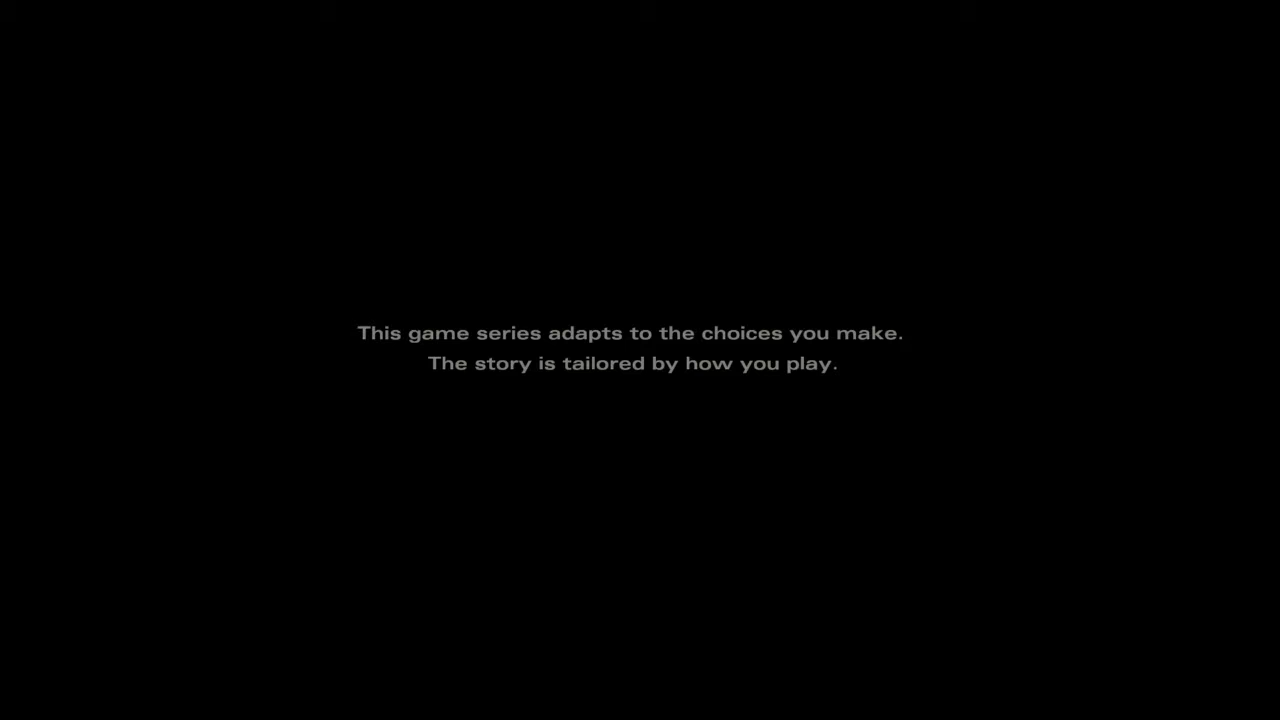 This game series adapts to the choices you make.
The story is tailored by how you play.